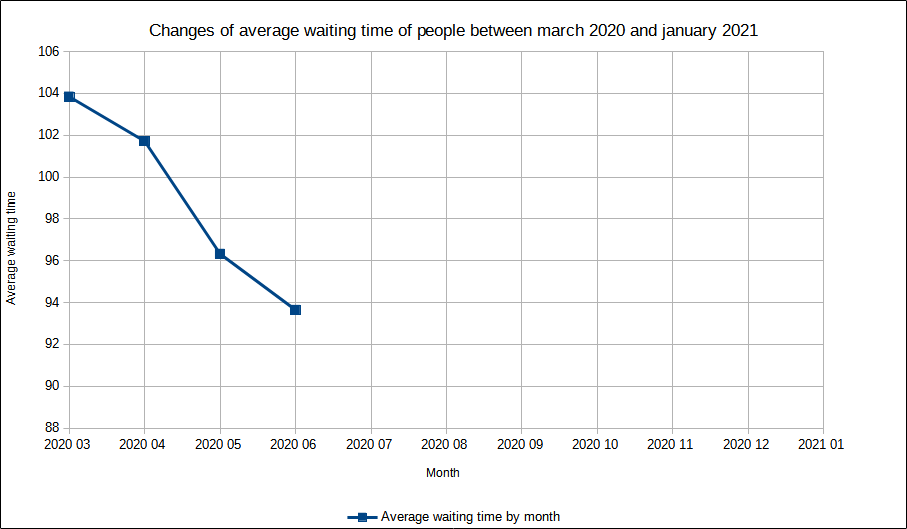 Changes of average waiting time of people between march 2020 and january 2021
106
104
102
100
98
96
94
92
90
88
Average waiting time
2020 03 2020 04 2020 05 2020 06 2020 07 2020 08 2020 09 2020 10 2020 11 2020 12 2021 01
Month
Average waiting time by month